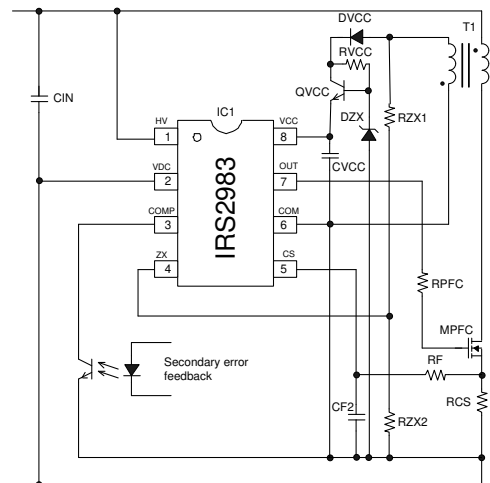 DVCC
T1
RVCC
QVCC
CIN
IC1
DZX
RZX1
HV
VCC
1
8
CVCC
VDC
OUT
2
7
IRS2983
COMP
COM
3
6
ZX
CS
4
5
RPFC
MPFC
Secondary error
feedback
RF
RCS
CF2
RZX2